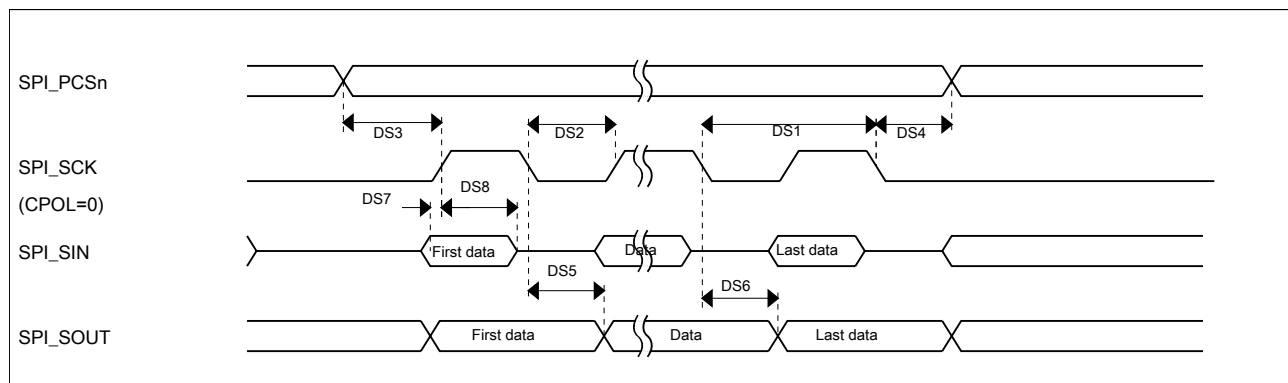 SPI_PCSn
DS3
DS2
DS1
DS4
SPI_SCK
(CPOL=0)
DS7
DS8
SPI_SIN
First data
Data
Last data
DS5
DS6
SPI_SOUT
First data
Data
Last data